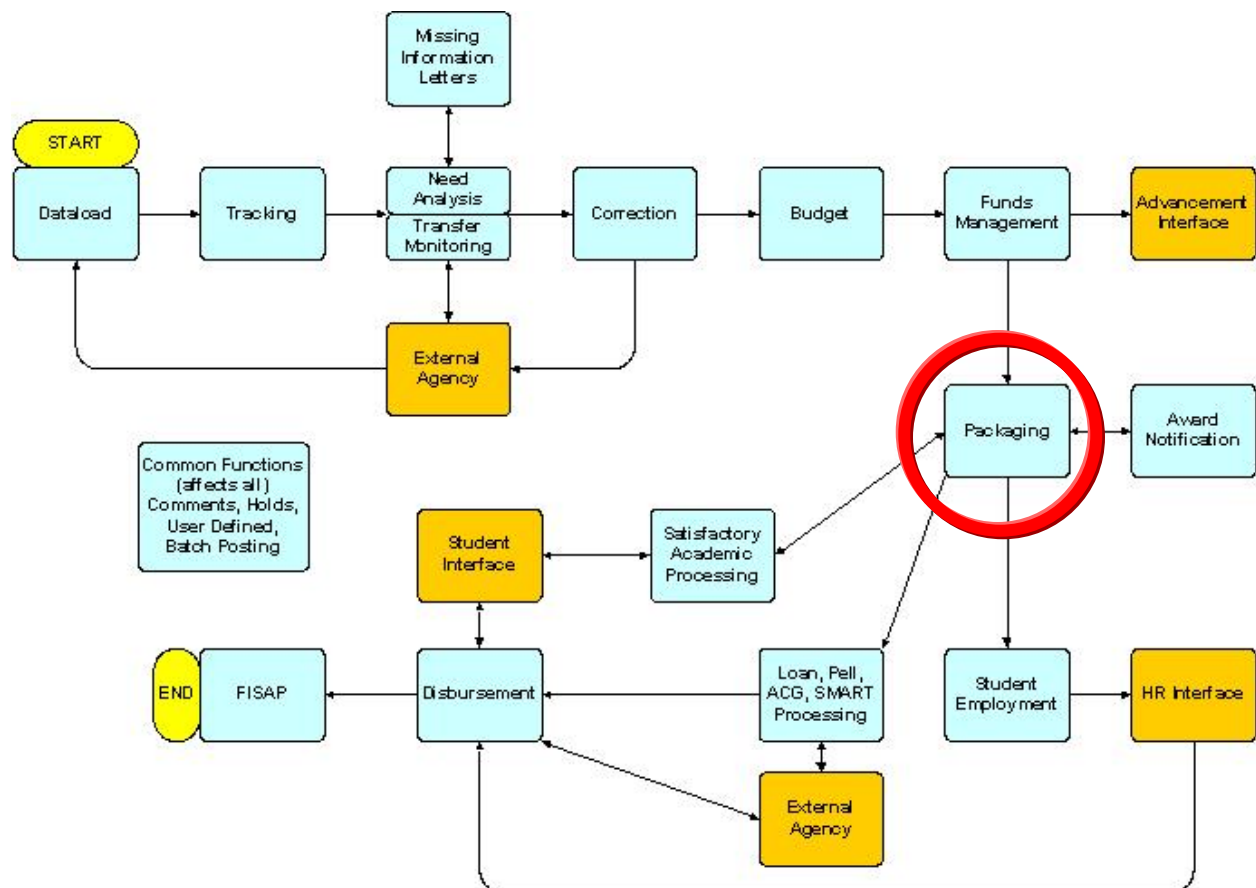 Missing
Information
Letters
START
Dataload
Tracking
Need
Analysis
Transfer
Monitoring
Correction
Budget
Funds
Management
Advancement
Interface
External
Agency
Packaging
Award
Notification
Common Functions
(affects all)
Comments, Holds,
User Defined,
Batch Posting
Student
Interface
Satisfactory
Academic
Processing
END
FISAP
Disbursement
Loan, Pell,
ACG, SMART
Processing
Student
Employment
HR Interface
External
Agency